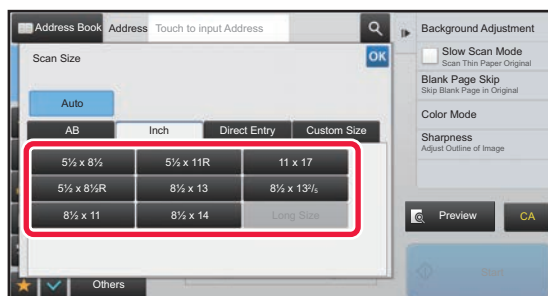 Address Book Address Touch to input Address
Scan Size OK
Auto
AB Inch Direct Entry Custom Size
5½ x 8½ 5½ x 11R 11 x 17
5½ x 8½R 8½ x 13 8½ x 13²/₅
8½ x 11 8½ x 14 Long Size
Others
Background Adjustment
Slow Scan Mode
Scan Thin Paper Original
Blank Page Skip
Skip Blank Page in Original
Color Mode
Sharpness
Adjust Outline of Image
Preview CA
Start